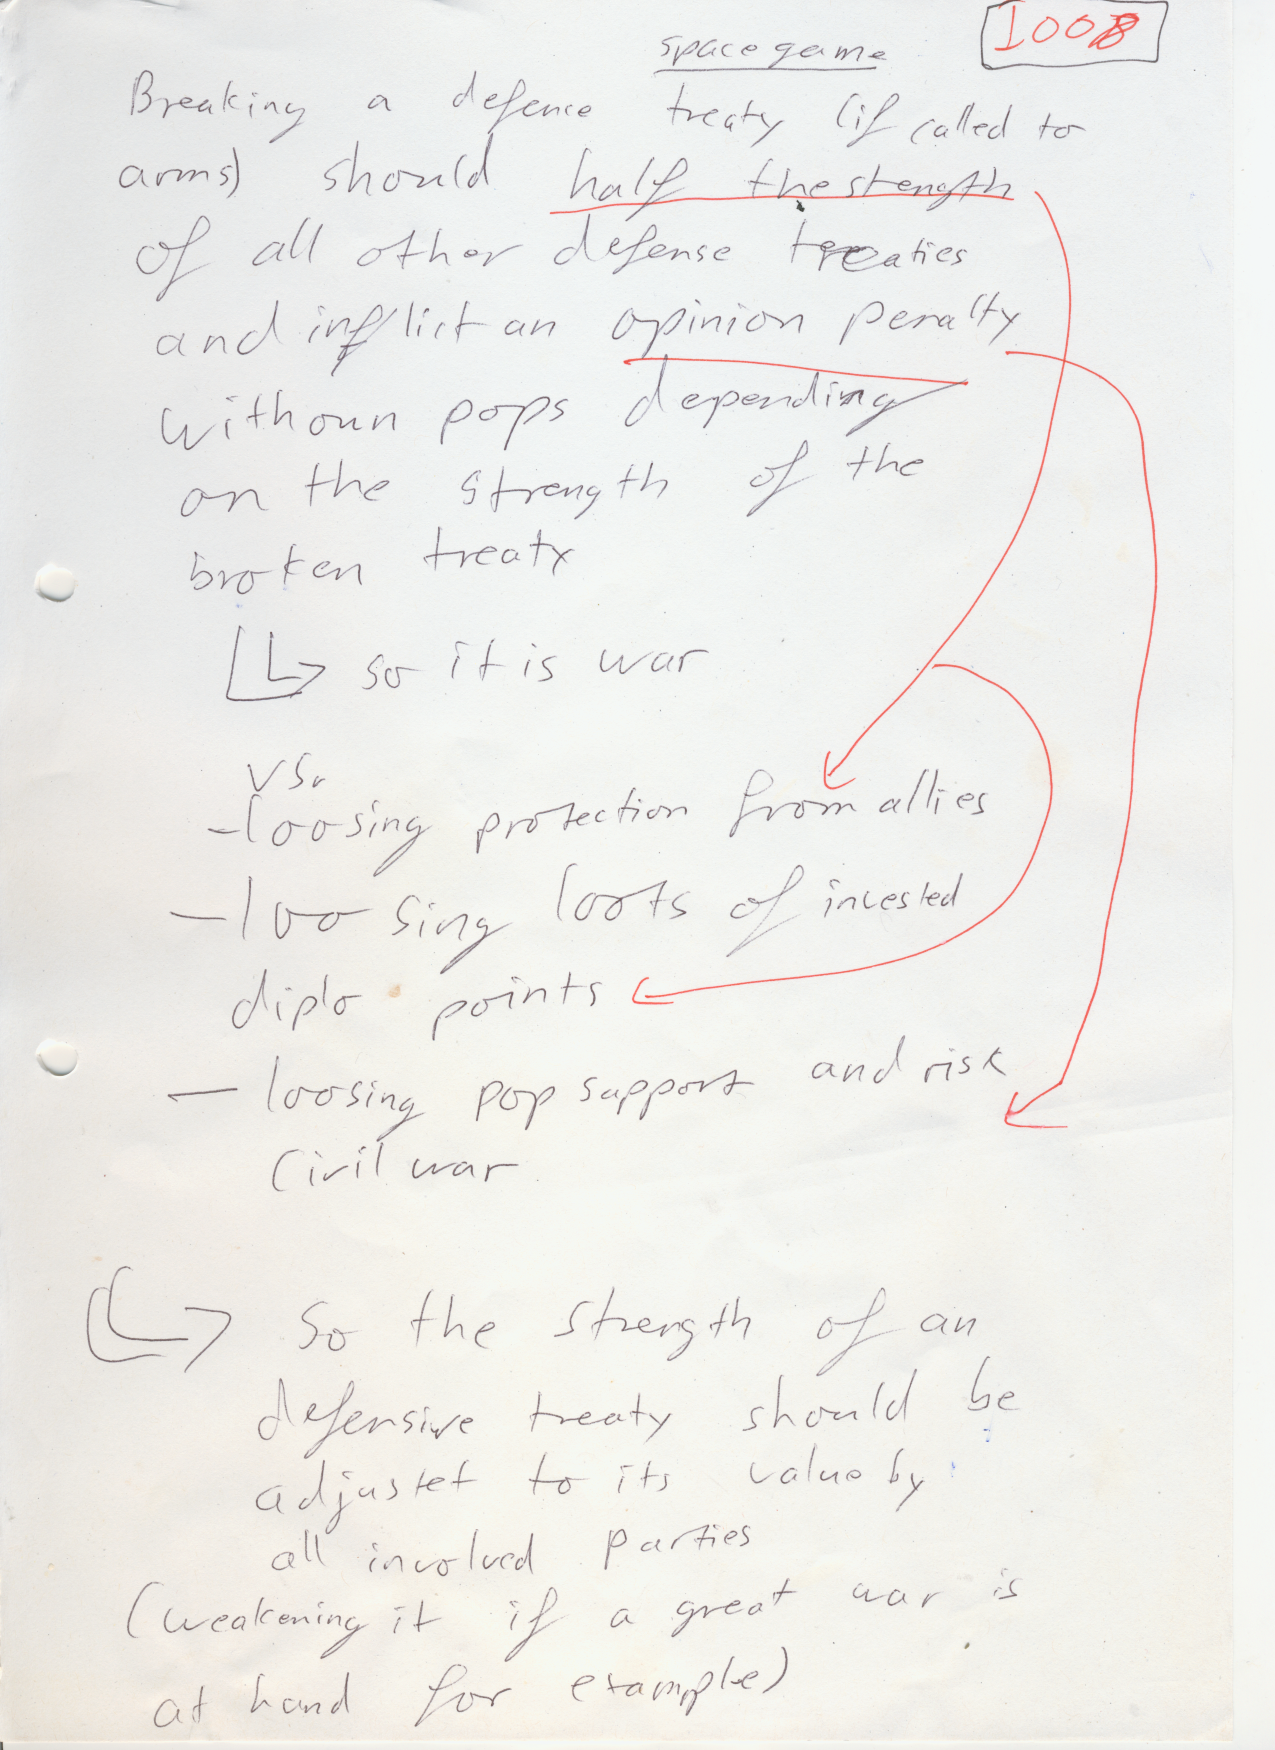 space game
1008
Breaking a defence treaty (if called to
arms) should half the stength
of all other defense treaties
and inflict an opinion penalty
withoun pops depending
on the strength of the
broken treaty
so it is war
vs.
- loosing protection from allies
- loosing loots of invested
diplo points
- loosing pop support and risk
civil war
So the strength of an
defensive treaty should be
adjustet to its value by
all involved parties
(weakening it if a great war is
at hand for example)